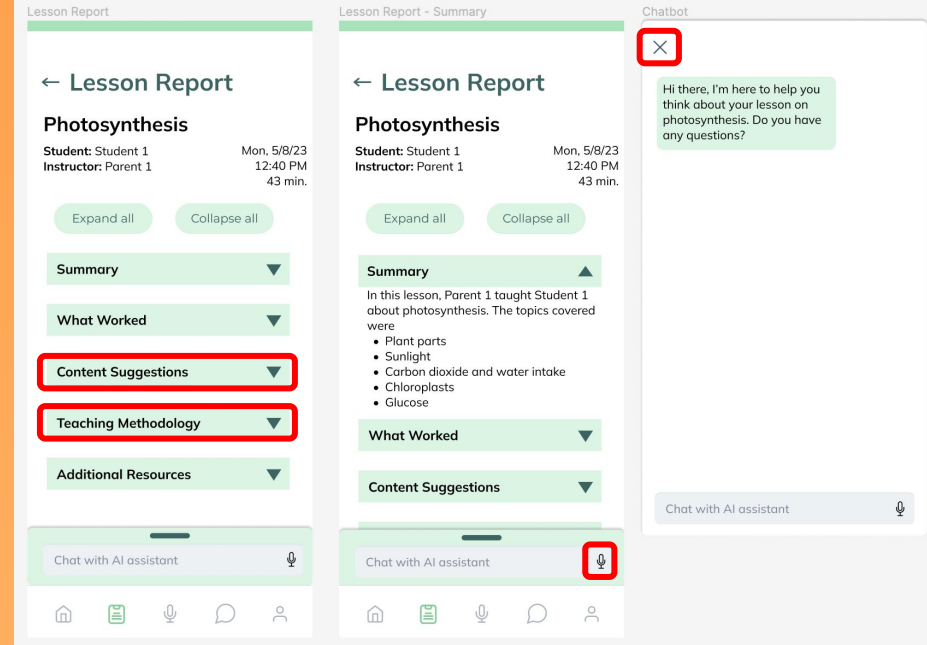 Lesson Report
← Lesson Report
Photosynthesis
Student: Student 1
Instructor: Parent 1
Mon, 5/8/23
12:40 PM
43 min.
Expand all
Collapse all
Summary
What Worked
Content Suggestions
Teaching Methodology
Additional Resources
Chat with AI assistant
Lesson Report - Summary
← Lesson Report
Photosynthesis
Student: Student 1
Instructor: Parent 1
Mon, 5/8/23
12:40 PM
43 min.
Expand all
Collapse all
Summary
In this lesson, Parent 1 taught Student 1
about photosynthesis. The topics covered
were
• Plant parts
• Sunlight
• Carbon dioxide and water intake
• Chloroplasts
• Glucose
What Worked
Content Suggestions
Chat with AI assistant
Chatbot
Hi there, I'm here to help you
think about your lesson on
photosynthesis. Do you have
any questions?
Chat with AI assistant